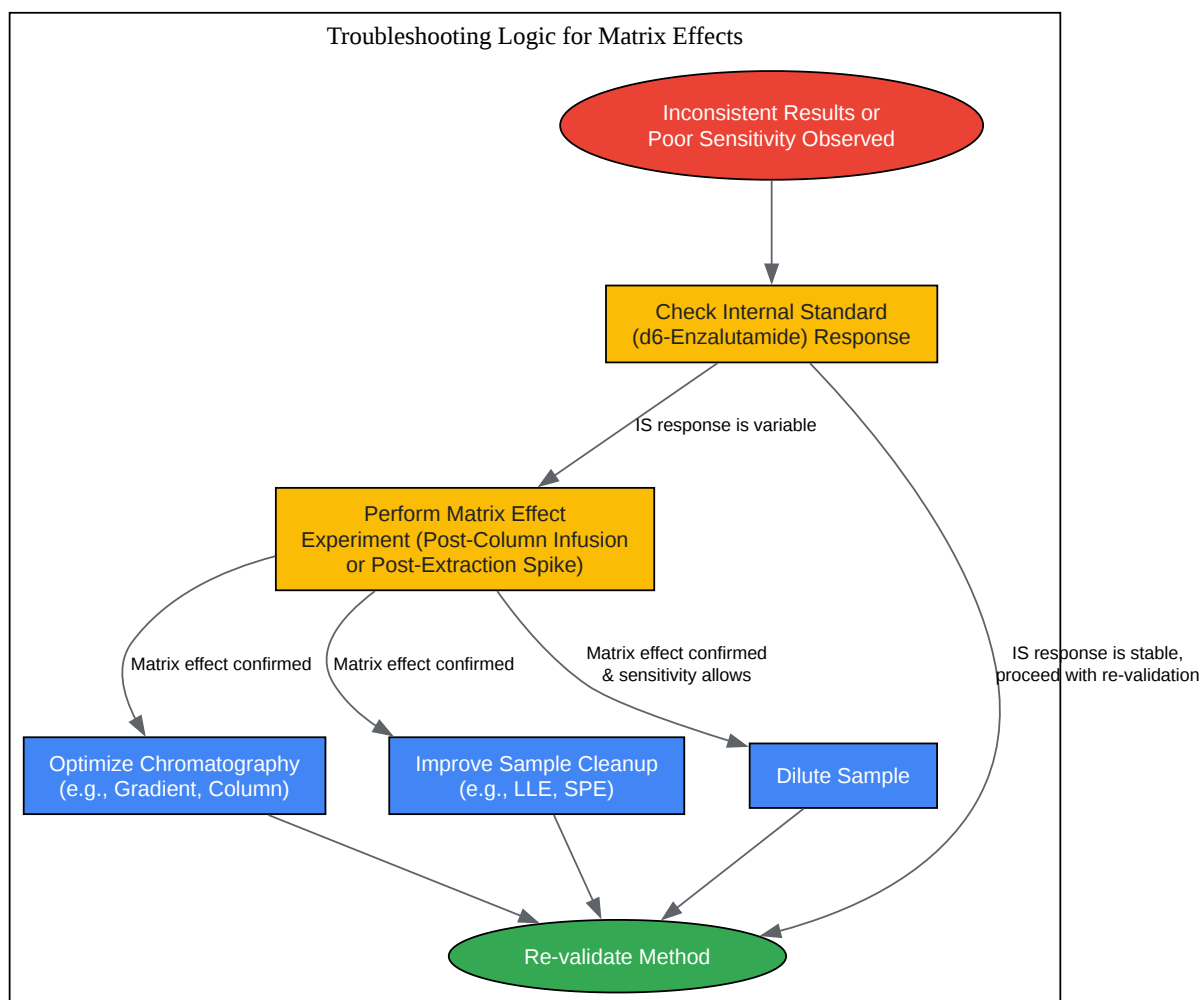 Troubleshooting Logic for Matrix Effects
Inconsistent Results or
Poor Sensitivity Observed
Check Internal Standard
(d6-Enzalutamide) Response
IS response is variable
Perform Matrix Effect
Experiment (Post-Column Infusion
or Post-Extraction Spike)
Matrix effect confirmed
Matrix effect confirmed
Matrix effect confirmed
& sensitivity allows
IS response is stable,
proceed with re-validation
Optimize Chromatography
(e.g., Gradient, Column)
Improve Sample Cleanup
(e.g., LLE, SPE)
Dilute Sample
Re-validate Method